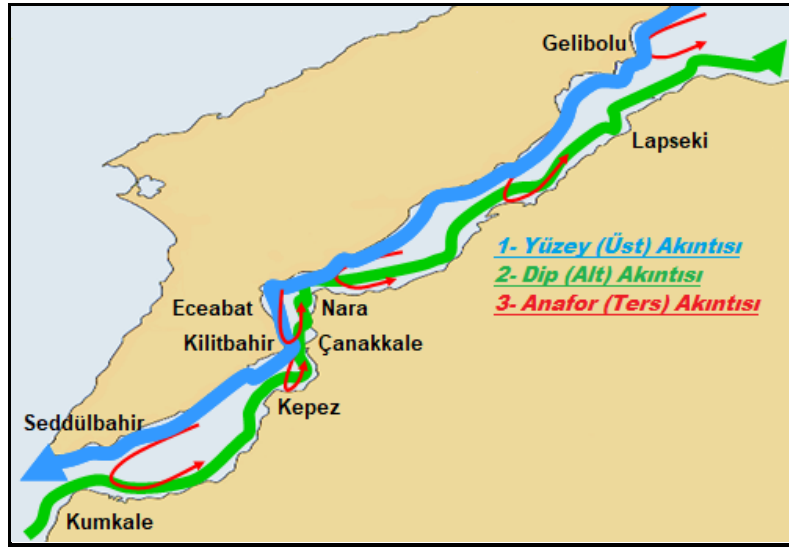 Gelibolu
Lapseki
1- Yüzey (Üst) Akıntısı
2- Dip (Alt) Akıntısı
3- Anafor (Ters) Akıntısı
Eceabat
Nara
Kilitbahir
Çanakkale
Kepez
Seddülbahir
Kumkale